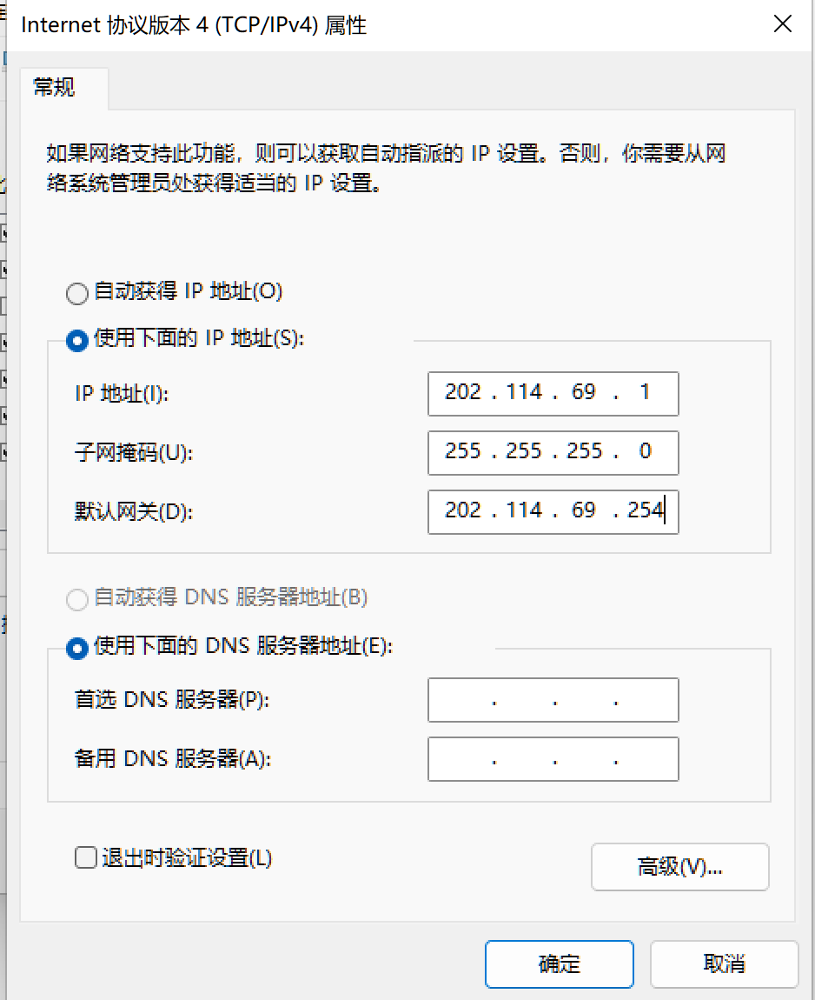 Internet 协议版本 4 (TCP/IPv4) 属性
常规
如果网络支持此功能，则可以获取自动指派的 IP 设置。否则，你需要从网
络系统管理员处获得适当的 IP 设置。
自动获得 IP 地址(O)
使用下面的 IP 地址(S):
IP 地址(I): 202 . 114 . 69 . 1
子网掩码(U): 255 . 255 . 255 . 0
默认网关(D): 202 . 114 . 69 . 254
自动获得 DNS 服务器地址(B)
使用下面的 DNS 服务器地址(E):
首选 DNS 服务器(P): . . .
备用 DNS 服务器(A): . . .
退出时验证设置(L)
高级(V)...
确定 取消